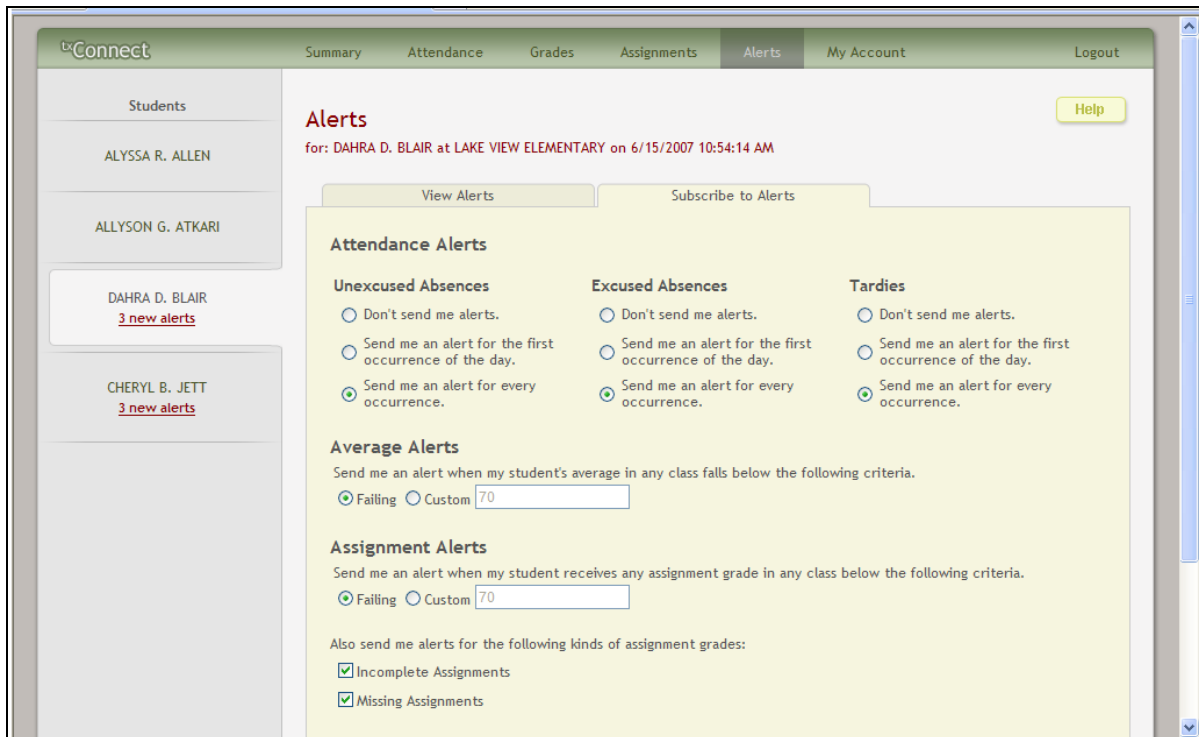 txConnect
Summary Attendance Grades Assignments Alerts My Account Logout
Students
ALYSSA R. ALLEN
ALLYSON G. ATKARI
DAHRA D. BLAIR
3 new alerts
CHERYL B. JETT
3 new alerts
Alerts
Help
for: DAHRA D. BLAIR at LAKE VIEW ELEMENTARY on 6/15/2007 10:54:14 AM
View Alerts Subscribe to Alerts
Attendance Alerts
Unexcused Absences
Don't send me alerts.
Send me an alert for the first
occurrence of the day.
Send me an alert for every
occurrence.
Excused Absences
Don't send me alerts.
Send me an alert for the first
occurrence of the day.
Send me an alert for every
occurrence.
Tardies
Don't send me alerts.
Send me an alert for the first
occurrence of the day.
Send me an alert for every
occurrence.
Average Alerts
Send me an alert when my student's average in any class falls below the following criteria.
Failing Custom 70
Assignment Alerts
Send me an alert when my student receives any assignment grade in any class below the following criteria.
Failing Custom 70
Also send me alerts for the following kinds of assignment grades:
Incomplete Assignments
Missing Assignments